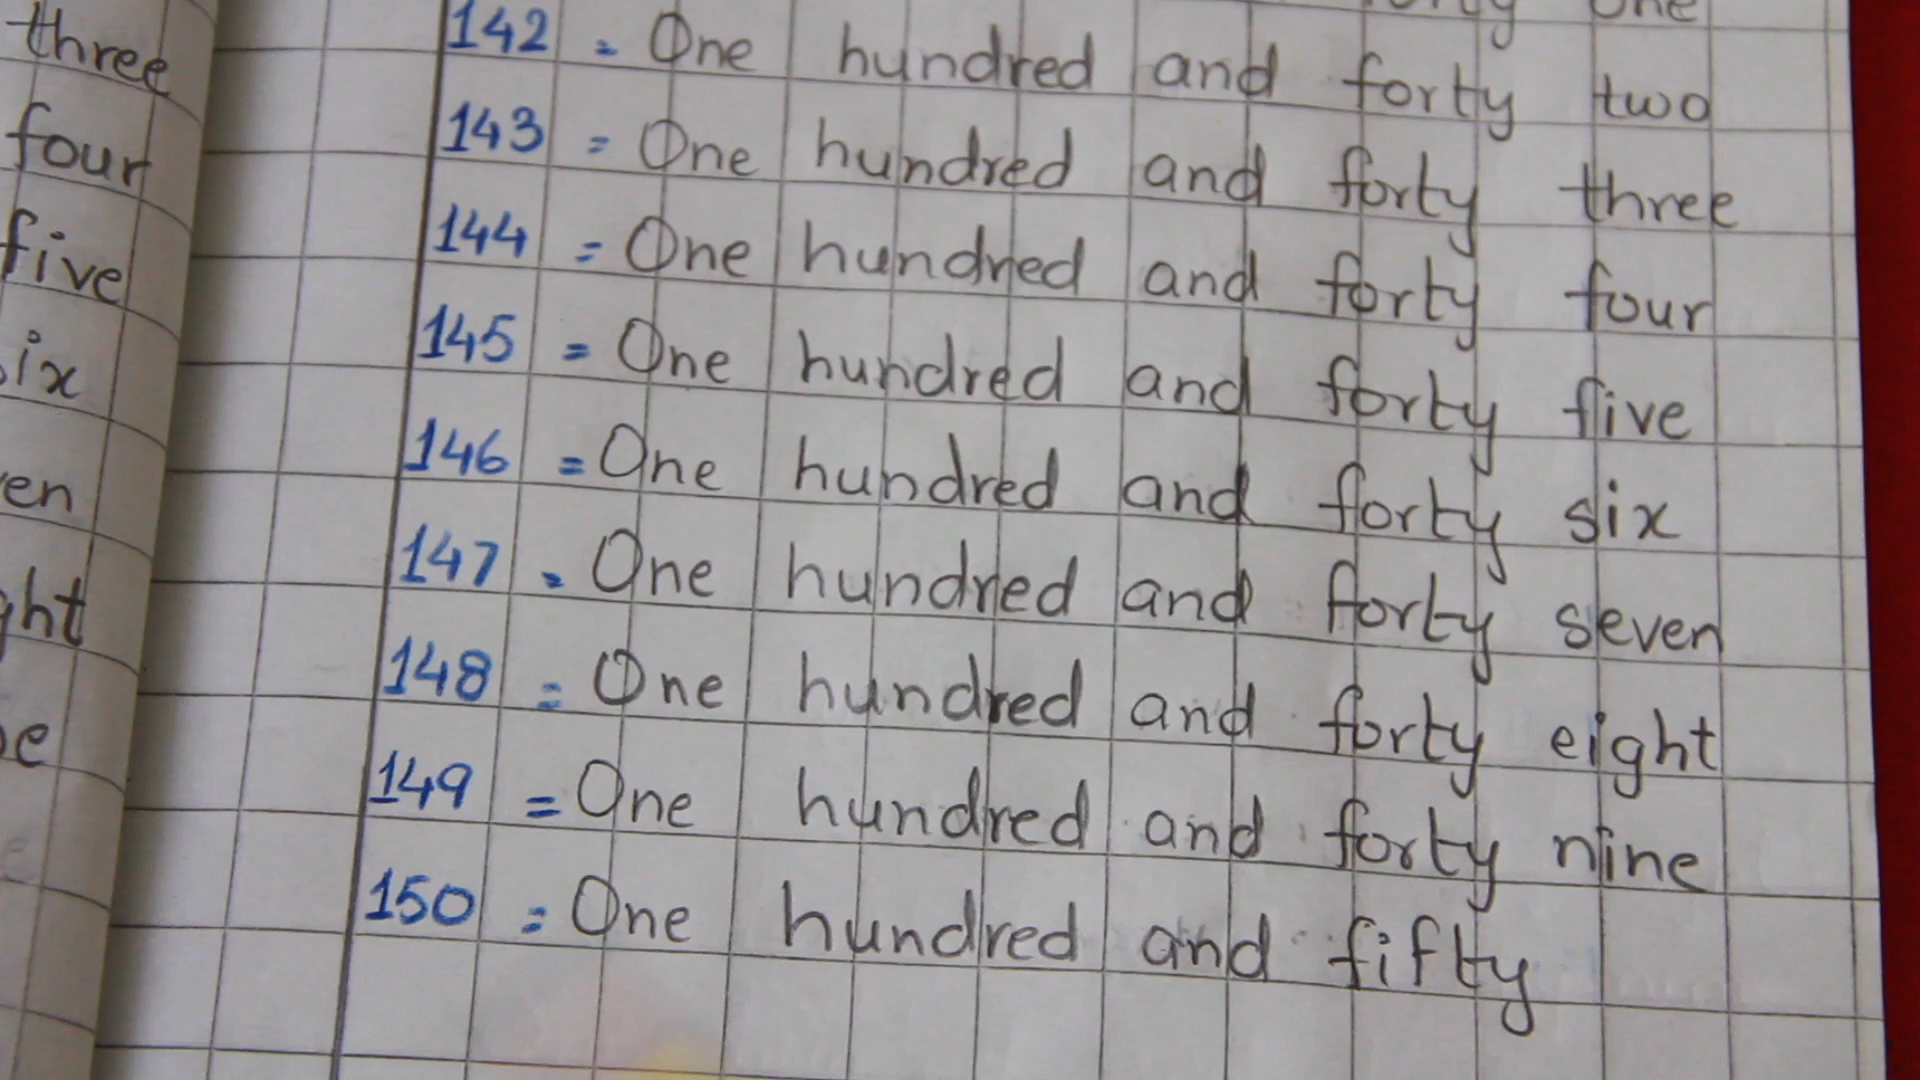 three
four
five
one
142 = One hundred and forty two
143 = One hundred and forty three
144 = One hundred and forty four
145 = One hundred and forty five
146 = One hundred and forty six
147 = One hundred and forty seven
148 = One hundred and forty eight
149 = One hundred and forty nine
150 = One hundred and fifty